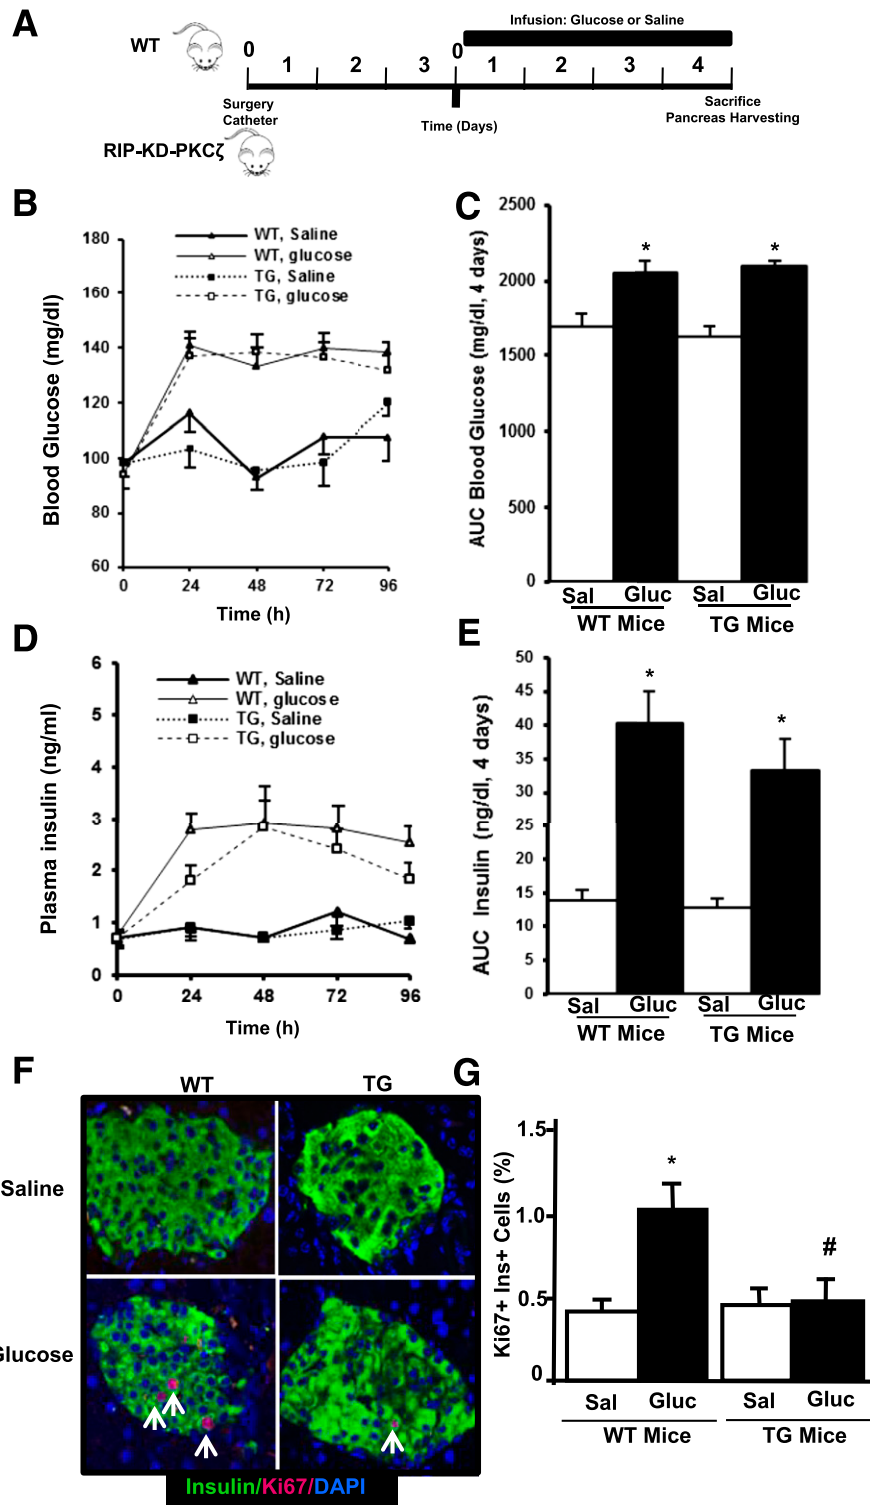 A
WT
Infusion: Glucose or Saline
0 1 2 3 0 1 2 3 4
Surgery
Catheter
Time (Days)
Sacrifice
Pancreas Harvesting
RIP-KD-PKCζ
B
WT, Saline
WT, glucose
TG, Saline
TG, glucose
Blood Glucose (mg/dl)
180
160
140
120
100
80
60
0 24 48 72 96
Time (h)
C
AUC Blood Glucose (mg/dl, 4 days)
2500
2000
1500
1000
500
0
* *
Sal Gluc Sal Gluc
WT Mice TG Mice
D
WT, Saline
WT, glucose
TG, Saline
TG, glucose
Plasma insulin (ng/ml)
6
5
4
3
2
1
0
0 24 48 72 96
Time (h)
E
AUC Insulin (ng/dl, 4 days)
50
45
40
35
30
25
20
15
10
5
0
* *
Sal Gluc Sal Gluc
WT Mice TG Mice
F
WT TG
Saline
Glucose
Insulin/Ki67/DAPI
G
Ki67+ Ins+ Cells (%)
1.5
1.0
0.5
0
* #
Sal Gluc Sal Gluc
WT Mice TG Mice